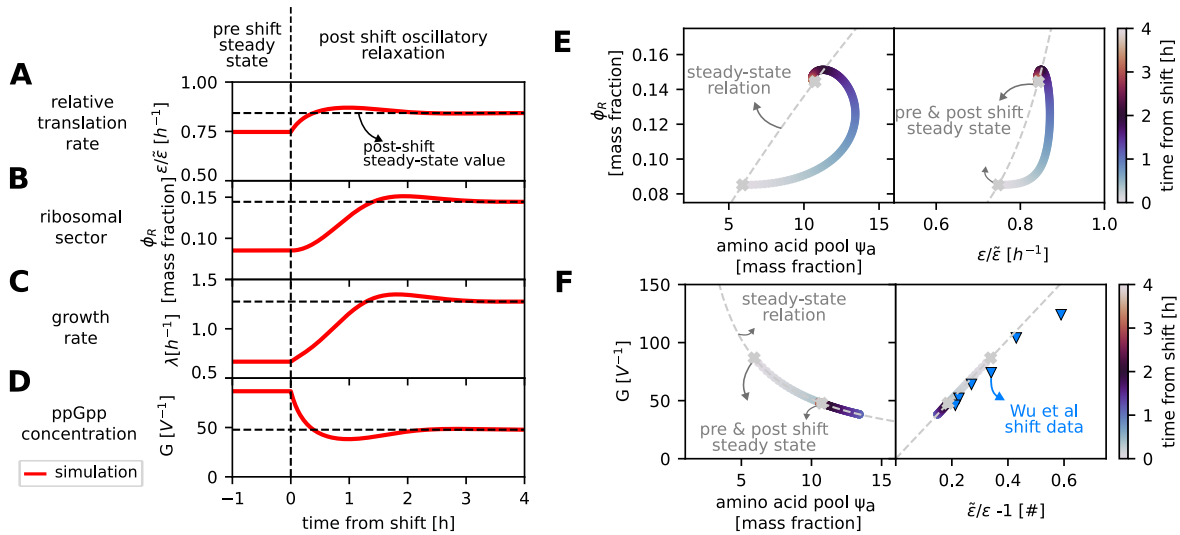 pre shift
steady
state
post shift oscillatory
relaxation
A
relative
translation
rate
ε/ε̃ [h⁻¹]
1.00
0.75
0.50
post-shift
steady-state value
B
ribosomal
sector
ϕR
[mass fraction]
0.15
0.10
C
growth
rate
λ[h⁻¹]
1.5
1.0
0.5
D
ppGpp
concentration
G [V⁻¹]
50
0
simulation
−1 0 1 2 3 4
time from shift [h]
E
ϕR
[mass fraction]
0.16
0.14
0.12
0.10
0.08
steady-state
relation
5 10 15
amino acid pool ψa
[mass fraction]
pre & post shift
steady state
0.6 0.8 1.0
ε/ε̃ [h⁻¹]
4
3
2
1
0
time from shift [h]
F
G [V⁻¹]
150
100
50
0
steady-state
relation
pre & post shift
steady state
5 10 15
amino acid pool ψa
[mass fraction]
Wu et al
shift data
0.2 0.4 0.6
ε̃/ε -1 [#]
4
3
2
1
0
time from shift [h]